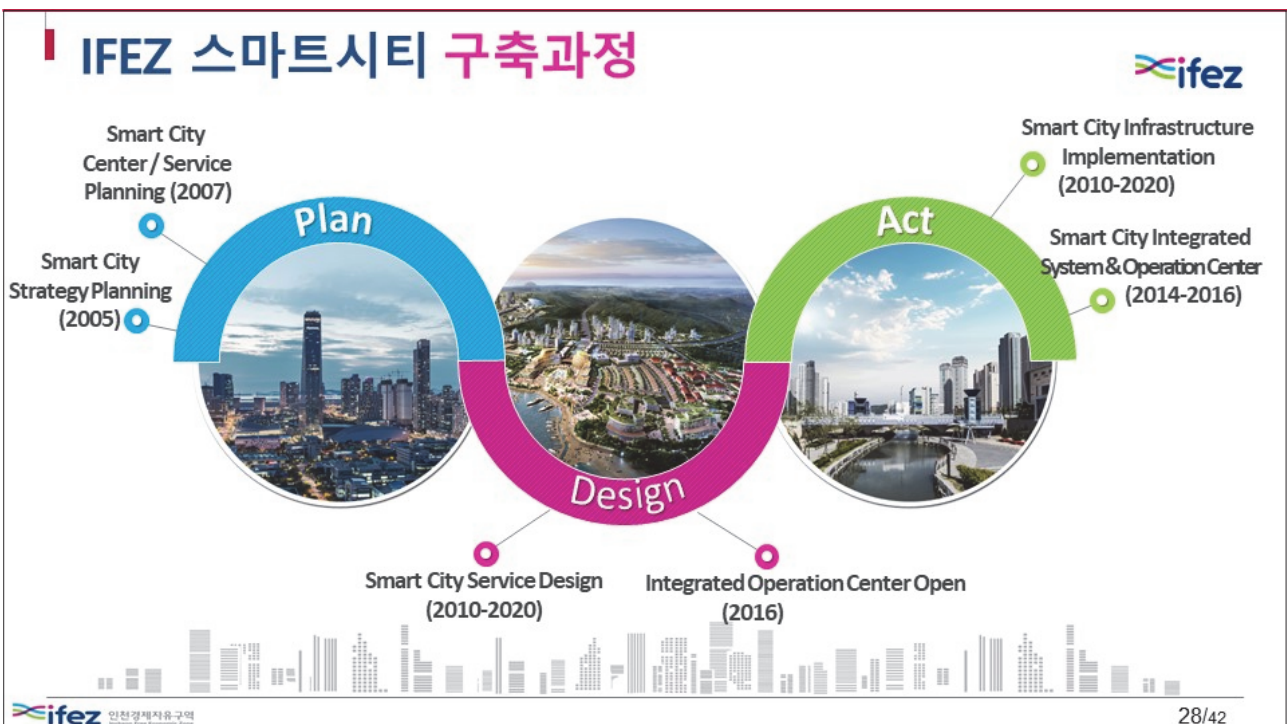 IFEZ 스마트시티 구축과정
ifez
Smart City
Center / Service
Planning (2007)
Smart City
Strategy Planning
(2005)
Plan
Design
Act
Smart City Infrastructure
Implementation
(2010-2020)
Smart City Integrated
System & Operation Center
(2014-2016)
Smart City Service Design
(2010-2020)
Integrated Operation Center Open
(2016)
ifez 인천경제자유구역
28/42